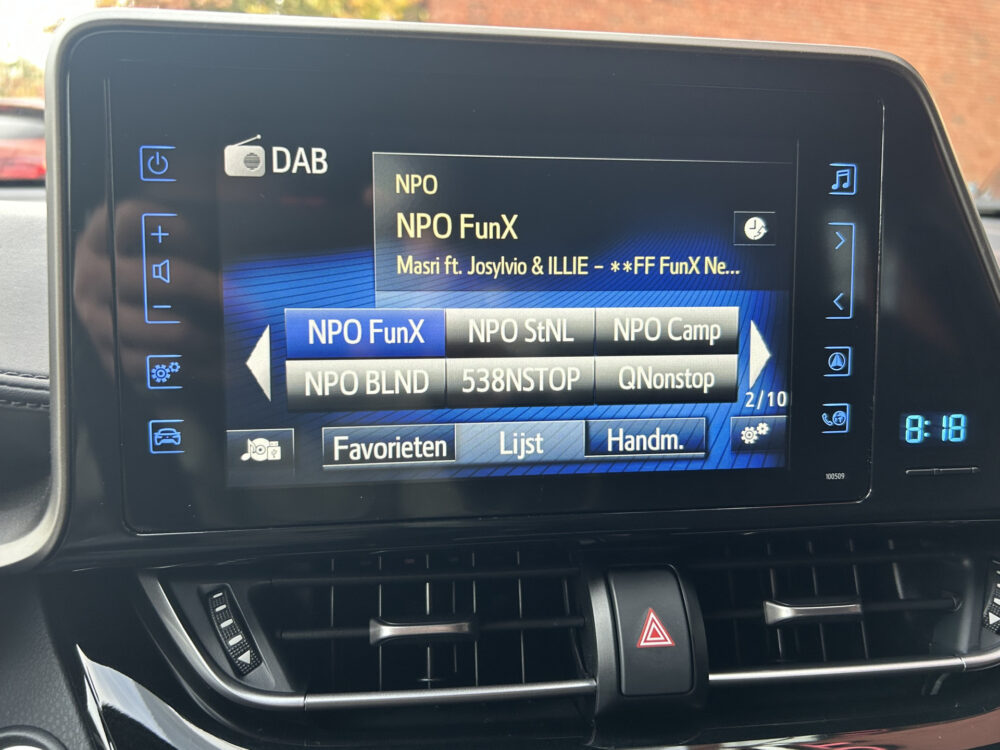 DAB
NPO
NPO FunX
Masri ft. Josylvio & ILLIE - **FF FunX Ne...
NPO FunX NPO StNL NPO Camp
NPO BLND 538NSTOP QNonstop
2/10
Favorieten Lijst Handm.
8:18
100509